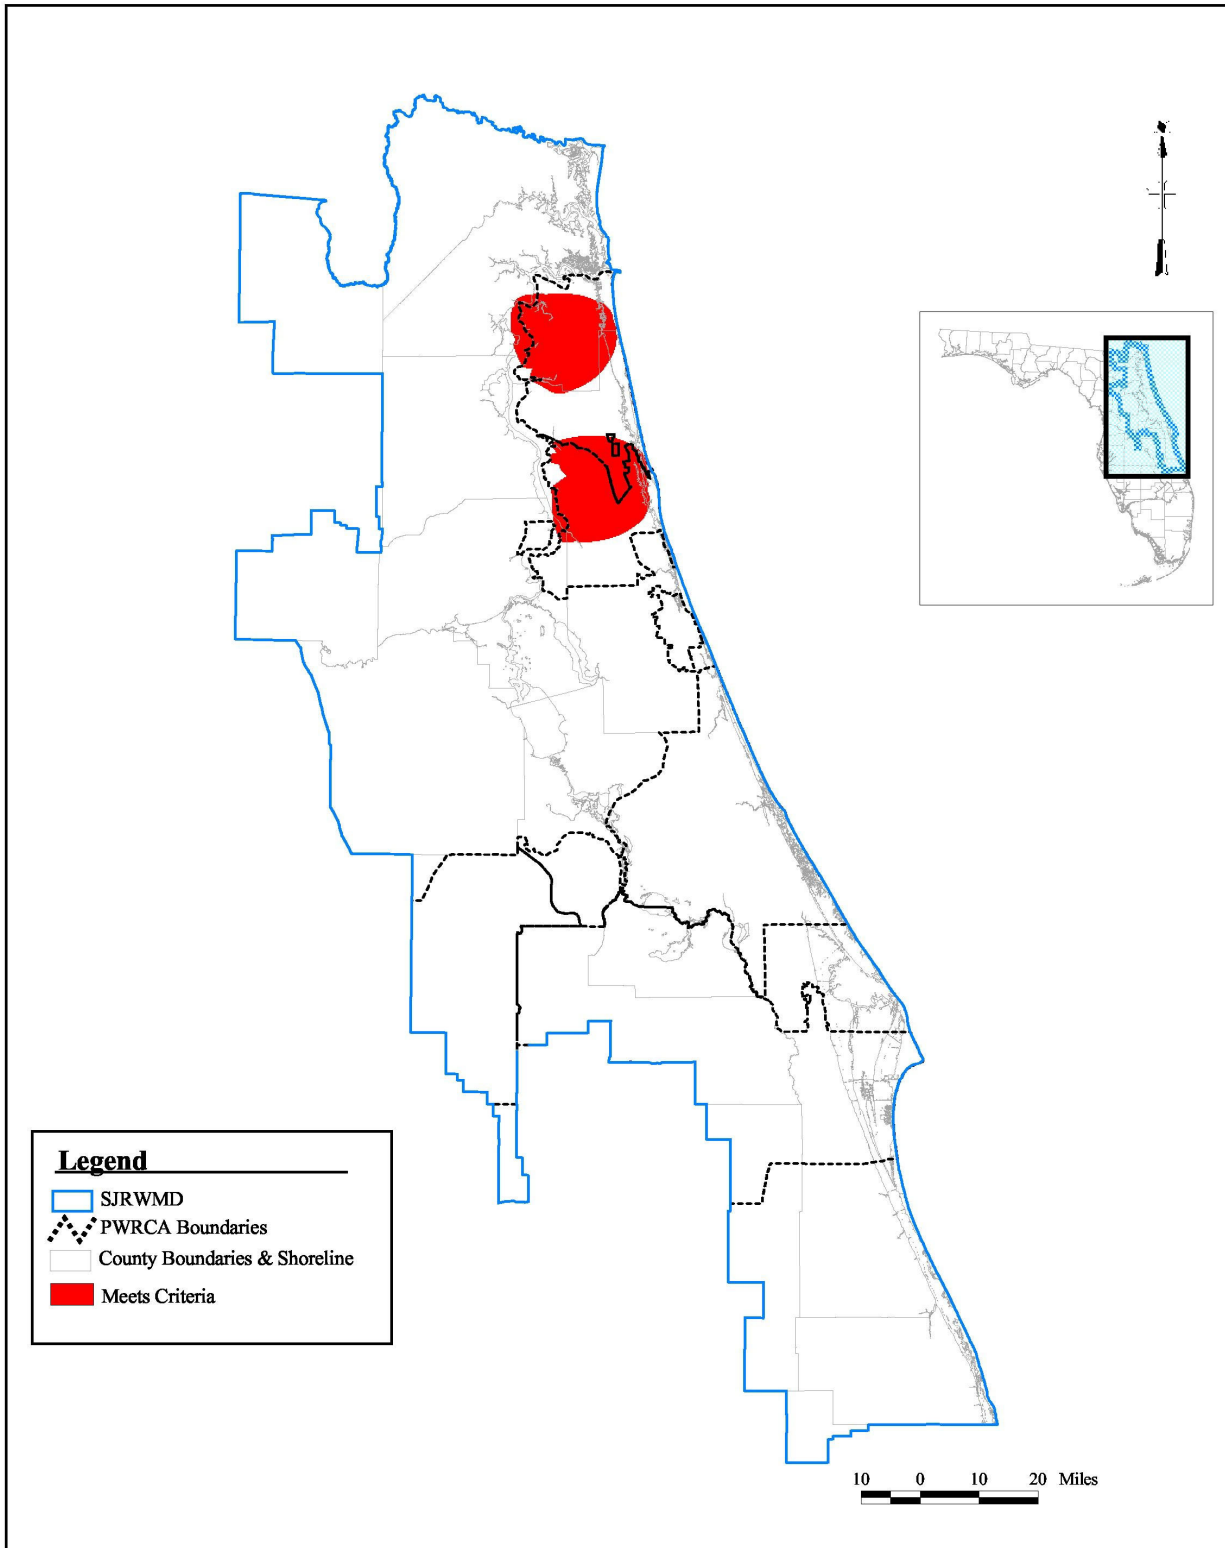 Legend
SJRWMD
PWRCA Boundaries
County Boundaries & Shoreline
Meets Criteria
10 0 10 20 Miles